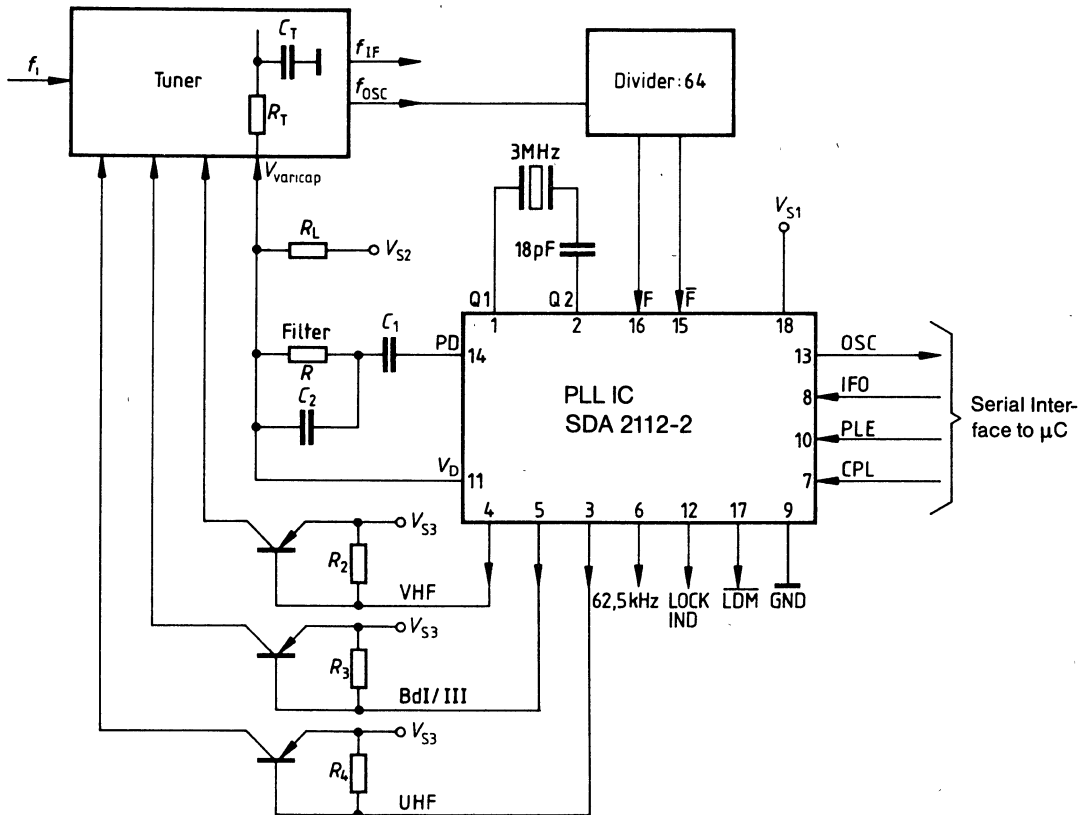 C_T
f_IF
f_i
Tuner
f_OSC
Divider:64
R_T
3MHz
V_varicap
V_S1
R_L
V_S2
18pF
Q1
Q2
F
F̅
1
2
16
15
18
Filter
C_1
PD
14
13
OSC
R
PLL IC
8
IFO
C_2
SDA 2112-2
Serial Inter-
face to µC
10
PLE
V_D
11
7
CPL
4
5
3
6
12
17
9
V_S3
R_2
VHF
62,5kHz
LOCK
IND
L̅D̅M̅
GND
V_S3
R_3
BdI/III
V_S3
R_4
UHF